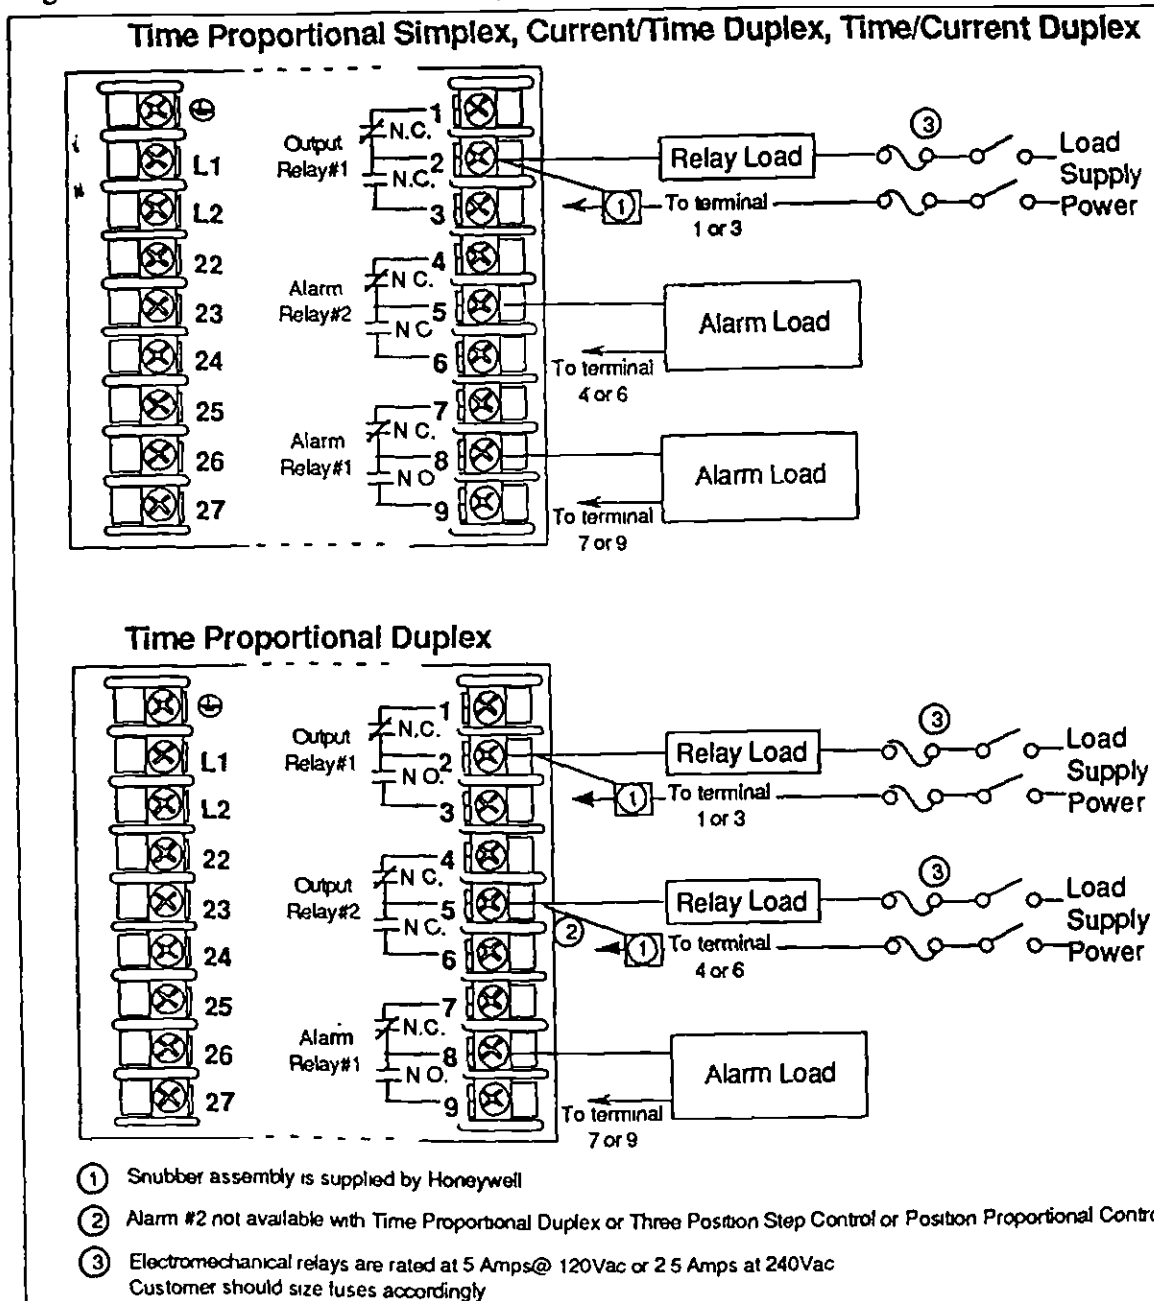 Time Proportional Simplex, Current/Time Duplex, Time/Current Duplex
L1
L2
22
23
24
25
26
27
Output
Relay#1
1
N.C.
2
N.C.
3
Alarm
Relay#2
4
N C.
5
N C
6
Alarm
Relay#1
7
N C.
8
N O
9
Relay Load
3
Load
Supply
Power
1
To terminal
1 or 3
Alarm Load
To terminal
4 or 6
Alarm Load
To terminal
7 or 9
Time Proportional Duplex
L1
L2
22
23
24
25
26
27
Output
Relay#1
1
N.C.
2
N O.
3
Output
Relay#2
4
N C.
5
N C.
6
Alarm
Relay#1
7
N.C.
8
N O.
9
Relay Load
3
Load
Supply
Power
1
To terminal
1 or 3
Relay Load
3
Load
Supply
Power
2
1
To terminal
4 or 6
Alarm Load
To terminal
7 or 9
1 Snubber assembly is supplied by Honeywell
2 Alarm #2 not available with Time Proportional Duplex or Three Position Step Control or Position Proportional Contro
3 Electromechanical relays are rated at 5 Amps@ 120Vac or 2 5 Amps at 240Vac
Customer should size fuses accordingly